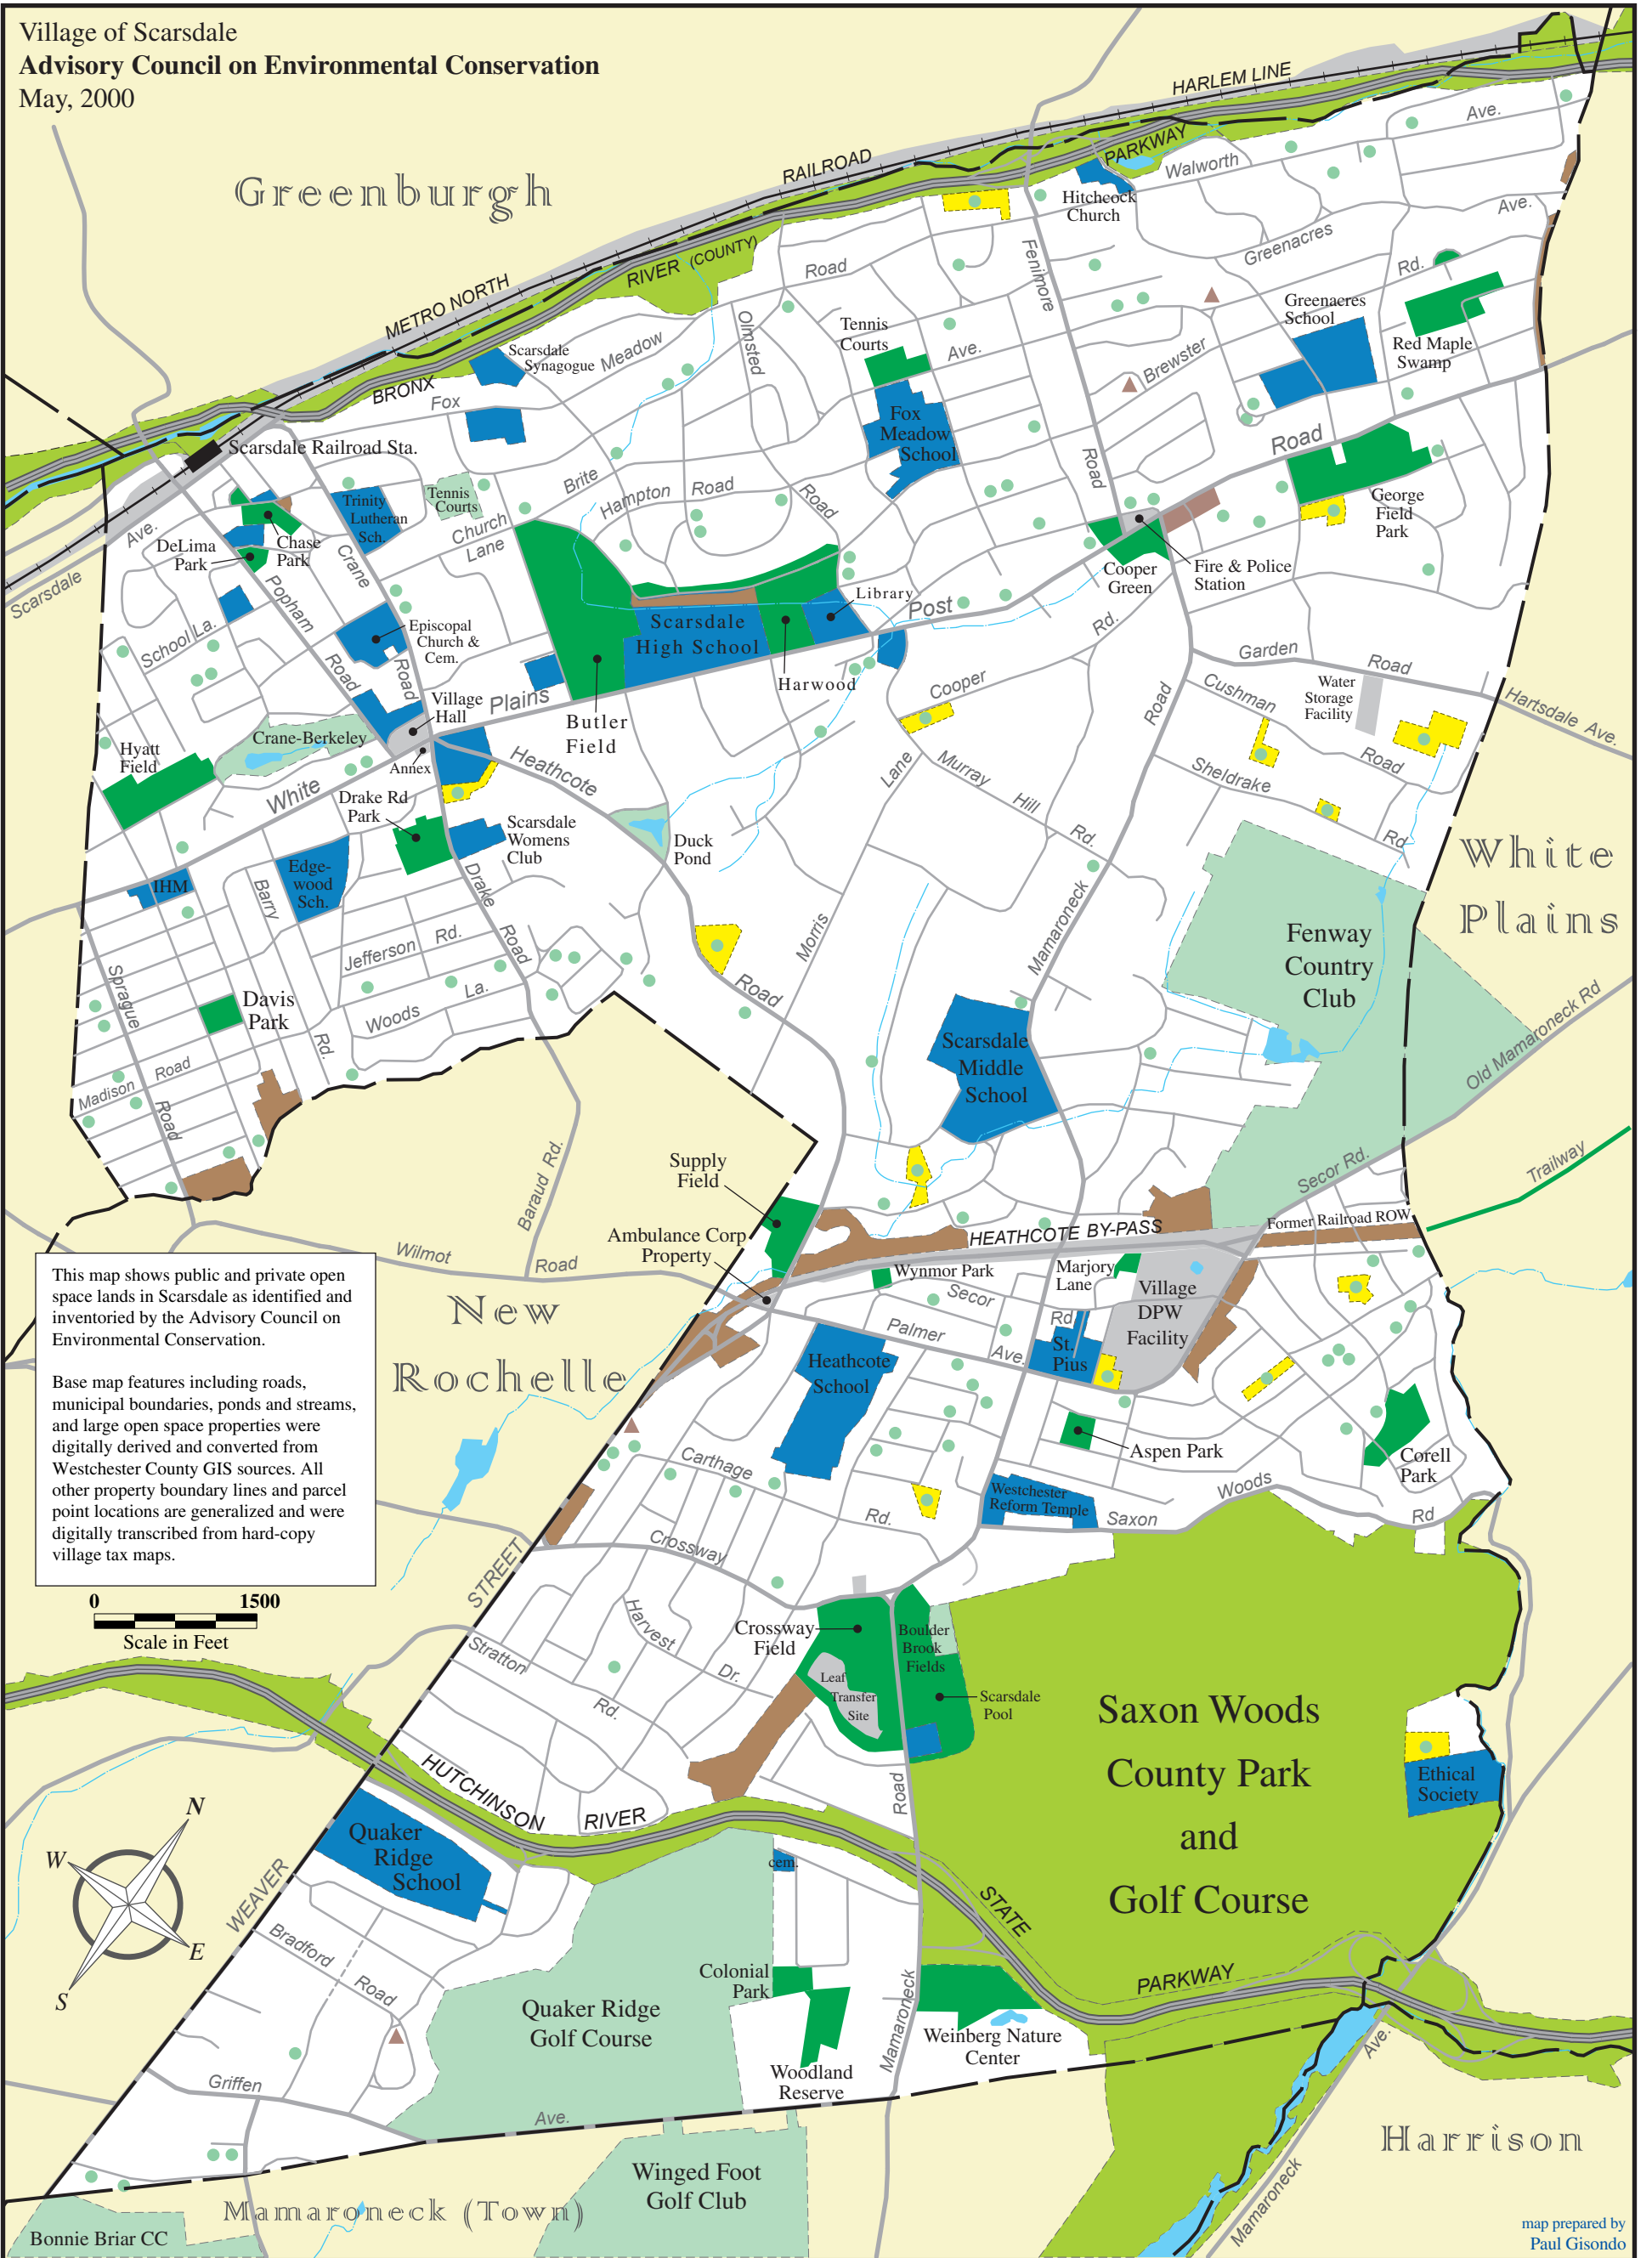 Village of Scarsdale
Advisory Council on Environmental Conservation
May, 2000
Greenburgh
HARLEM LINE
RAILROAD
PARKWAY
METRO NORTH
RIVER (COUNTY)
BRONX
Ave.
Walworth
Hitchcock
Church
Ave.
Greenacres
Fenimore
Road
Rd.
Greenacres
School
Red Maple
Swamp
Tennis
Courts
Ave.
Olmsted
Brewster
Scarsdale
Synagogue
Meadow
Fox
Fox
Meadow
School
Road
Road
Scarsdale Railroad Sta.
Trinity
Lutheran
Sch.
Tennis
Courts
Brite
Hampton
Road
Road
Church
Lane
George
Field
Park
Ave.
Scarsdale
DeLima
Park
Chase
Park
Crane
Popham
Cooper
Green
Fire & Police
Station
Library
Post
Scarsdale
High School
Harwood
Episcopal
Church &
Cem.
School La.
Road
Road
Rd.
Garden
Road
Cushman
Water
Storage
Facility
Hartsdale Ave.
Village
Hall
Plains
Butler
Field
Cooper
Road
Crane-Berkeley
Hyatt
Field
Annex
White
Heathcote
Lane
Murray
Hill
Rd.
Sheldrake
Road
Rd
Drake Rd
Park
Scarsdale
Womens
Club
Duck
Pond
White
Plains
IHM
Edge-
wood
Sch.
Barry
Drake
Road
Jefferson
Rd.
Morris
Mamaroneck
Fenway
Country
Club
Sprague
Davis
Park
Woods
La.
Rd.
Road
Scarsdale
Middle
School
Old Mamaroneck Rd
Madison
Road
Road
Supply
Field
Baraud Rd.
Secor Rd.
Trailway
Ambulance Corp
Property
HEATHCOTE BY-PASS
Former Railroad ROW
Wilmot
Road
Wynmor Park
Marjory
Lane
Village
DPW
Facility
Secor
Rd
New
Rochelle
Palmer
Ave.
St.
Pius
Heathcote
School
This map shows public and private open
space lands in Scarsdale as identified and
inventoried by the Advisory Council on
Environmental Conservation.
Base map features including roads,
municipal boundaries, ponds and streams,
and large open space properties were
digitally derived and converted from
Westchester County GIS sources. All
other property boundary lines and parcel
point locations are generalized and were
digitally transcribed from hard-copy
village tax maps.
Aspen Park
Corell
Park
Carthage
Rd.
Westchester
Reform Temple
Saxon
Woods
Rd
Crossway
STREET
0 1500
Scale in Feet
Harvest
Dr.
Crossway
Field
Boulder
Brook
Fields
Leaf
Transfer
Site
Scarsdale
Pool
Stratton
Rd.
Saxon Woods
County Park
and
Golf Course
Ethical
Society
HUTCHINSON
RIVER
Road
Quaker
Ridge
School
cem.
STATE
PARKWAY
N
W
E
S
WEAVER
Bradford
Road
Quaker Ridge
Golf Course
Colonial
Park
Woodland
Reserve
Mamaroneck
Weinberg Nature
Center
Ave.
Griffen
Ave.
Harrison
Winged Foot
Golf Club
Mamaroneck (Town)
Bonnie Briar CC
Mamaroneck
map prepared by
Paul Gisondo